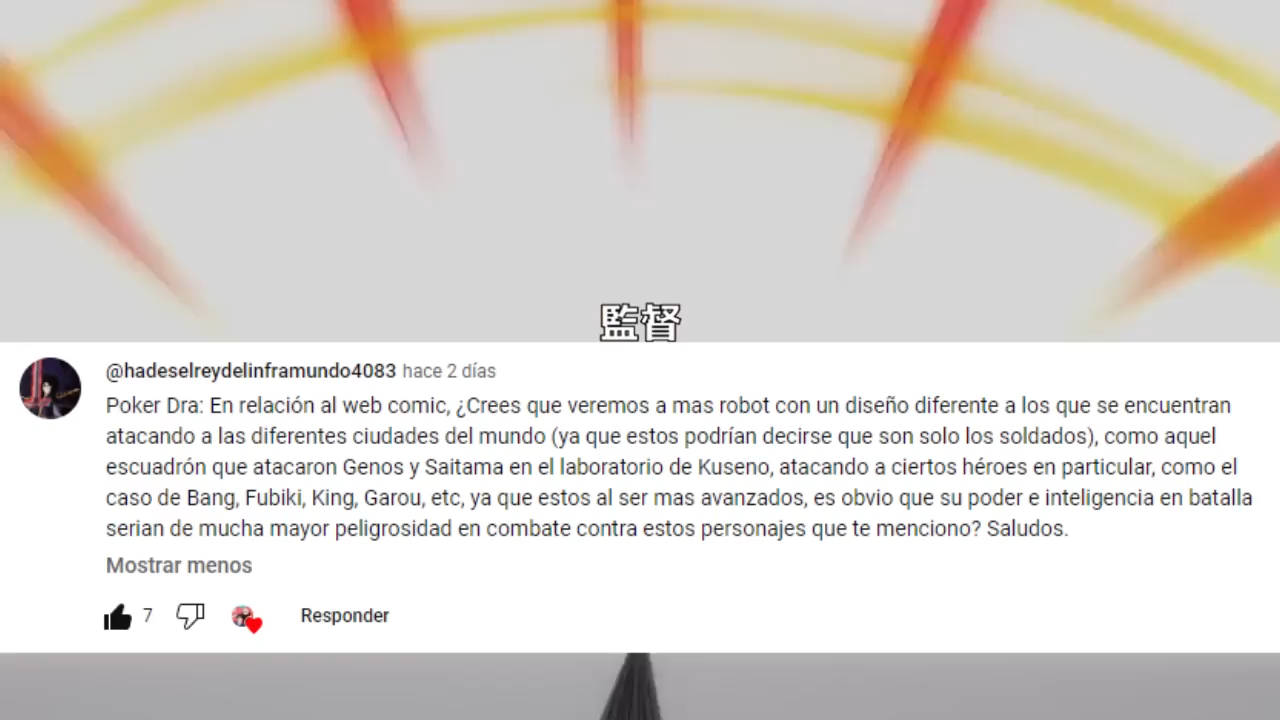 監督
@hadeselreydelinframundo4083 hace 2 días
Poker Dra: En relación al web comic, ¿Crees que veremos a mas robot con un diseño diferente a los que se encuentran
atacando a las diferentes ciudades del mundo (ya que estos podrían decirse que son solo los soldados), como aquel
escuadrón que atacaron Genos y Saitama en el laboratorio de Kuseno, atacando a ciertos héroes en particular, como el
caso de Bang, Fubiki, King, Garou, etc, ya que estos al ser mas avanzados, es obvio que su poder e inteligencia en batalla
serian de mucha mayor peligrosidad en combate contra estos personajes que te menciono? Saludos.
Mostrar menos
7 Responder